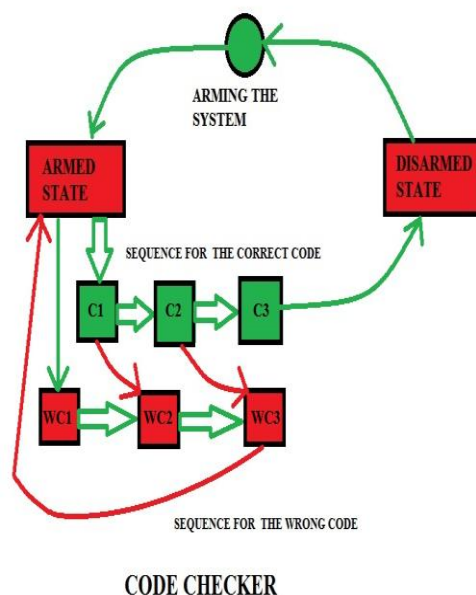 ARMING THE
SYSTEM
ARMED
STATE
DISARMED
STATE
SEQUENCE FOR THE CORRECT CODE
C1
C2
C3
WC1
WC2
WC3
SEQUENCE FOR THE WRONG CODE
CODE CHECKER